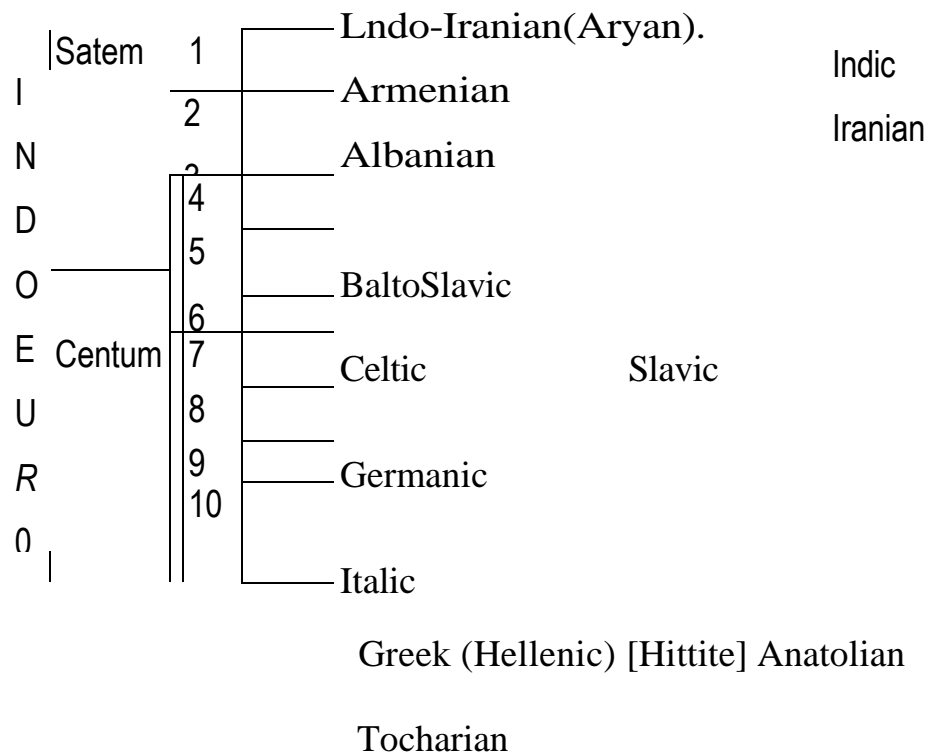 Lndo-Iranian(Aryan).
Satem 1
Indic
I
Armenian
2
Iranian
N
Albanian
4
D
5
O
BaltoSlavic
6
E Centum 7
Celtic Slavic
U
8
R
9
Germanic
10
0
Italic
Greek (Hellenic) [Hittite] Anatolian
Tocharian